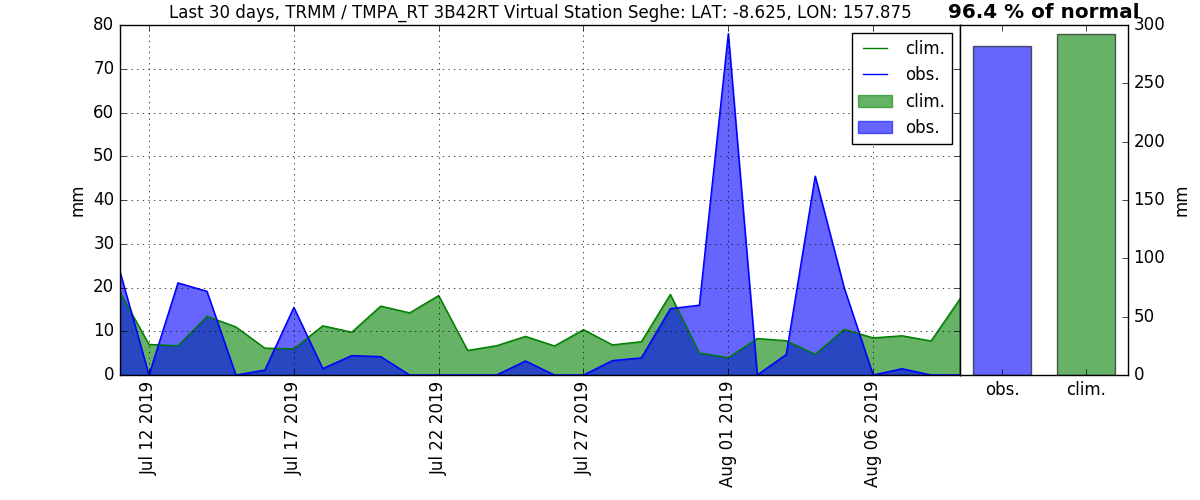 Last 30 days, TRMM / TMPA_RT 3B42RT Virtual Station Seghe: LAT: -8.625, LON: 157.875
96.4 % of normal
80
70
60
50
40
30
20
10
0
mm
clim.
obs.
clim.
obs.
Jul 12 2019
Jul 17 2019
Jul 22 2019
Jul 27 2019
Aug 01 2019
Aug 06 2019
300
250
200
150
100
50
0
mm
obs.
clim.